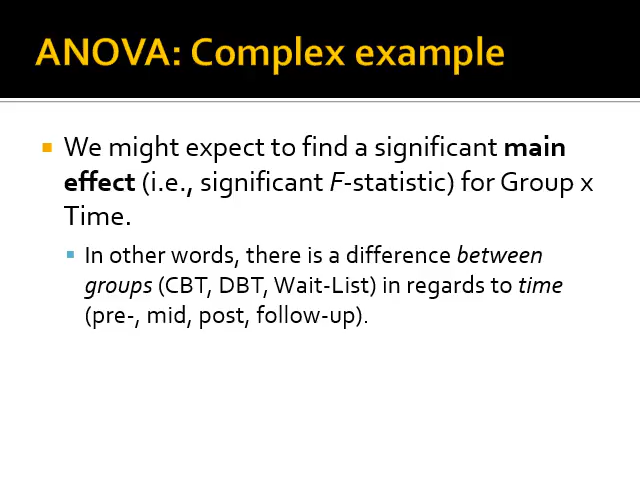 ANOVA: Complex example
We might expect to find a significant main
effect (i.e., significant F-statistic) for Group x
Time.
In other words, there is a difference between
groups (CBT, DBT, Wait-List) in regards to time
(pre-, mid, post, follow-up).